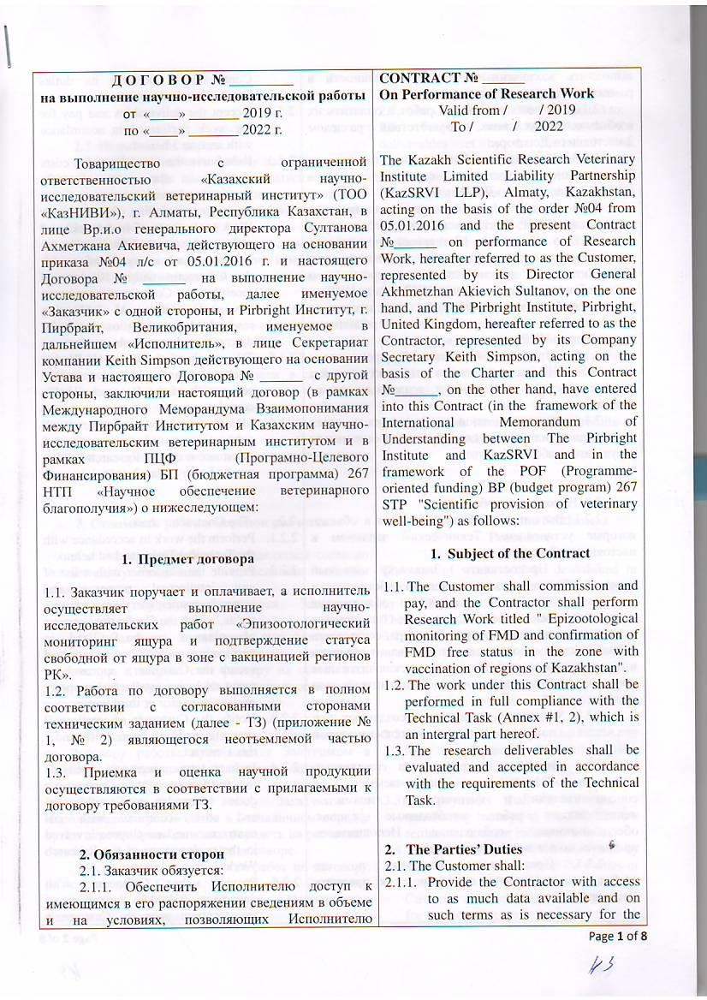 Д О Г О В О Р № __________
на выполнение научно-исследовательской работы
от «____» ________ 2019 г.
по «____» ________ 2022 г.
Товарищество с ограниченной
ответственностью «Казахский научно-
исследовательский ветеринарный институт» (ТОО
«КазНИВИ»), г. Алматы, Республика Казахстан, в
лице Вр.и.о генерального директора Султанова
Ахметжана Акиевича, действующего на основании
приказа №04 л/с от 05.01.2016 г. и настоящего
Договора № _______ на выполнение научно-
исследовательской работы, далее именуемое
«Заказчик» с одной стороны, и Pirbright Институт, г.
Пирбрайт, Великобритания, именуемое в
дальнейшем «Исполнитель», в лице Секретариат
компании Keith Simpson действующего на основании
Устава и настоящего Договора № _______ с другой
стороны, заключили настоящий договор (в рамках
Международного Меморандума Взаимопонимания
между Пирбрайт Институтом и Казахским научно-
исследовательским ветеринарным институтом и в
рамках ПЦФ (Програмно-Целевого
Финансирования) БП (бюджетная программа) 267
НТП «Научное обеспечение ветеринарного
благополучия») о нижеследующем:
1. Предмет договора
1.1. Заказчик поручает и оплачивает, а исполнитель
осуществляет выполнение научно-
исследовательских работ «Эпизоотологический
мониторинг ящура и подтверждение статуса
свободной от ящура в зоне с вакцинацией регионов
РК».
1.2. Работа по договору выполняется в полном
соответствии с согласованными сторонами
техническим заданием (далее - ТЗ) (приложение №
1, № 2) являющегося неотъемлемой частью
договора.
1.3. Приемка и оценка научной продукции
осуществляются в соответствии с прилагаемыми к
договору требованиями ТЗ.
2. Обязанности сторон
2.1. Заказчик обязуется:
2.1.1. Обеспечить Исполнителю доступ к
имеющимся в его распоряжении сведениям в объеме
и на условиях, позволяющих Исполнителю
CONTRACT № _______
On Performance of Research Work
Valid from / / 2019
To / / 2022
The Kazakh Scientific Research Veterinary
Institute Limited Liability Partnership
(KazSRVI LLP), Almaty, Kazakhstan,
acting on the basis of the order №04 from
05.01.2016 and the present Contract
№_______ on performance of Research
Work, hereafter referred to as the Customer,
represented by its Director General
Akhmetzhan Akievich Sultanov, on the one
hand, and The Pirbright Institute, Pirbright,
United Kingdom, hereafter referred to as the
Contractor, represented by its Company
Secretary Keith Simpson, acting on the
basis of the Charter and this Contract
№_______, on the other hand, have entered
into this Contract (in the framework of the
International Memorandum of
Understanding between The Pirbright
Institute and KazSRVI and in the
framework of the POF (Programme-
oriented funding) BP (budget program) 267
STP "Scientific provision of veterinary
well-being") as follows:
1. Subject of the Contract
1.1. The Customer shall commission and
pay, and the Contractor shall perform
Research Work titled " Epizootological
monitoring of FMD and confirmation of
FMD free status in the zone with
vaccination of regions of Kazakhstan".
1.2. The work under this Contract shall be
performed in full compliance with the
Technical Task (Annex #1, 2), which is
an intergral part hereof.
1.3. The research deliverables shall be
evaluated and accepted in accordance
with the requirements of the Technical
Task.
2. The Parties' Duties
2.1. The Customer shall:
2.1.1. Provide the Contractor with access
to as much data available and on
such terms as is necessary for the
Page 1 of 8